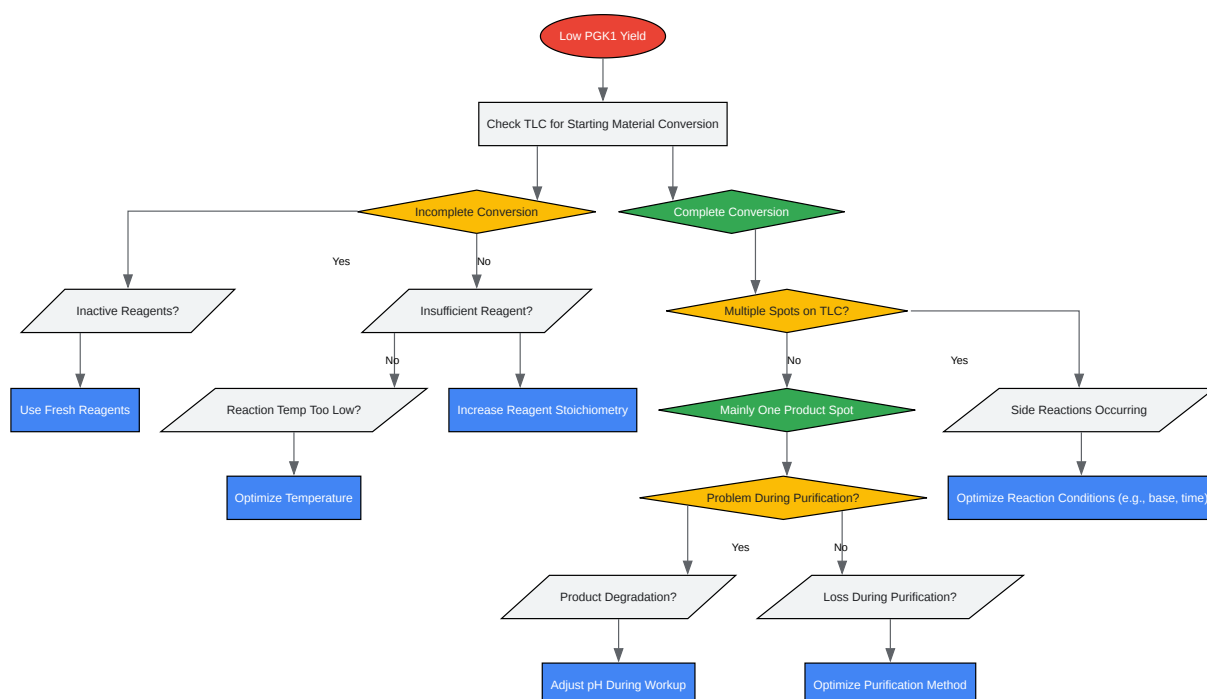 Low PGK1 Yield
Check TLC for Starting Material Conversion
Incomplete Conversion
Complete Conversion
Yes
No
Inactive Reagents?
Insufficient Reagent?
Multiple Spots on TLC?
No
No
Yes
Use Fresh Reagents
Reaction Temp Too Low?
Increase Reagent Stoichiometry
Mainly One Product Spot
Side Reactions Occurring
Optimize Temperature
Problem During Purification?
Optimize Reaction Conditions (e.g., base, time)
Yes
No
Product Degradation?
Loss During Purification?
Adjust pH During Workup
Optimize Purification Method